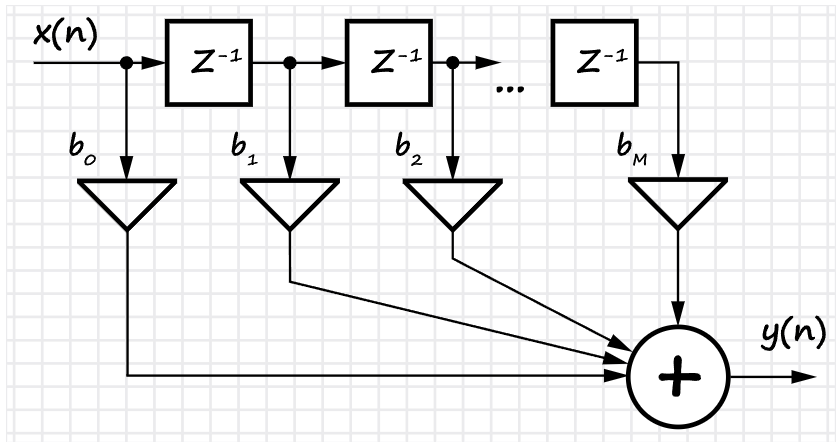 x(n)
z⁻¹ z⁻¹ ... z⁻¹
b₀ b₁ b₂ b_M
+ y(n)